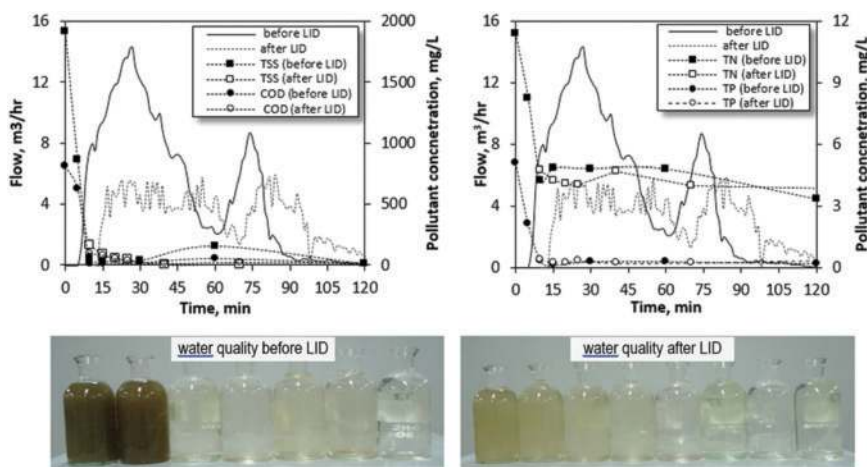 Flow, m3/hr
16
12
8
4
0
before LID
after LID
TSS (before LID)
TSS (after LID)
COD (before LID)
COD (after LID)
2000
1500
1000
500
0
Pollutant concnetration, mg/L
0 15 30 45 60 75 90 105 120
Time, min
Flow, m³/hr
16
12
8
4
0
before LID
after LID
TN (before LID)
TN (after LID)
TP (before LID)
TP (after LID)
12
9
6
3
0
Pollutant concnetration, mg/L
0 15 30 45 60 75 90 105 120
Time, min
water quality before LID
water quality after LID